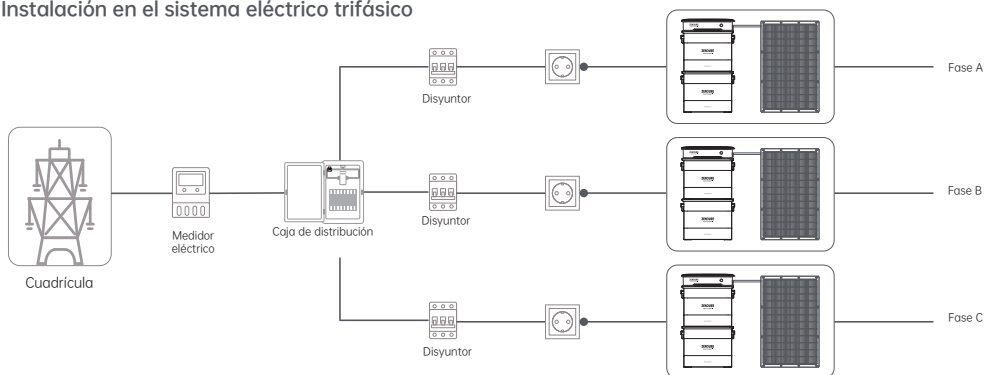 Instalación en el sistema eléctrico trifásico
Disyuntor
Fase A
Disyuntor
Fase B
Medidor
eléctrico
Caja de distribución
Cuadrícula
Disyuntor
Fase C